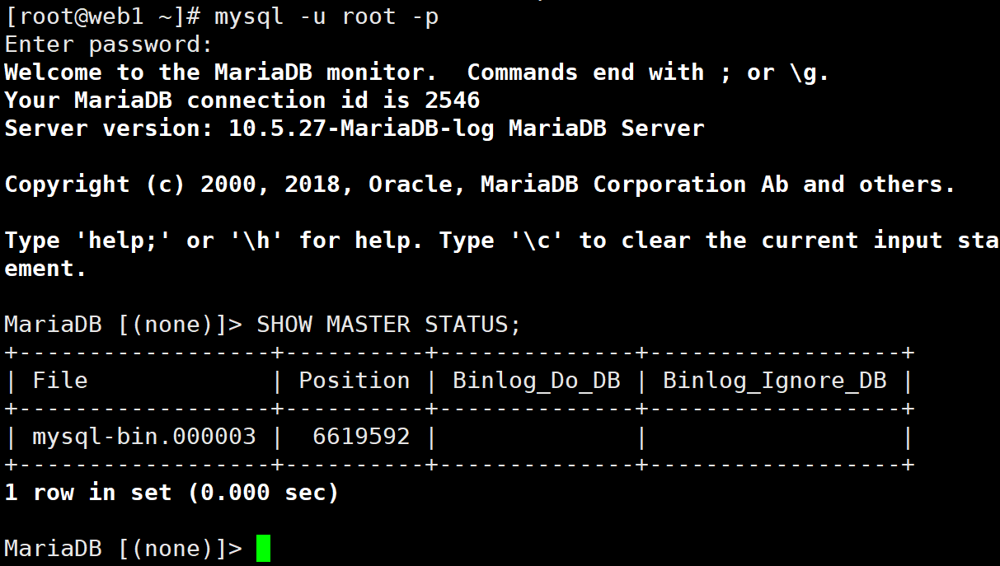 [root@web1 ~]# mysql -u root -p
Enter password:
Welcome to the MariaDB monitor.  Commands end with ; or \g.
Your MariaDB connection id is 2546
Server version: 10.5.27-MariaDB-log MariaDB Server
Copyright (c) 2000, 2018, Oracle, MariaDB Corporation Ab and others.
Type 'help;' or '\h' for help. Type '\c' to clear the current input sta
ement.
MariaDB [(none)]> SHOW MASTER STATUS;
+------------------+----------+--------------+------------------+
| File             | Position | Binlog_Do_DB | Binlog_Ignore_DB |
+------------------+----------+--------------+------------------+
| mysql-bin.000003 |  6619592 |              |                  |
+------------------+----------+--------------+------------------+
1 row in set (0.000 sec)
MariaDB [(none)]>